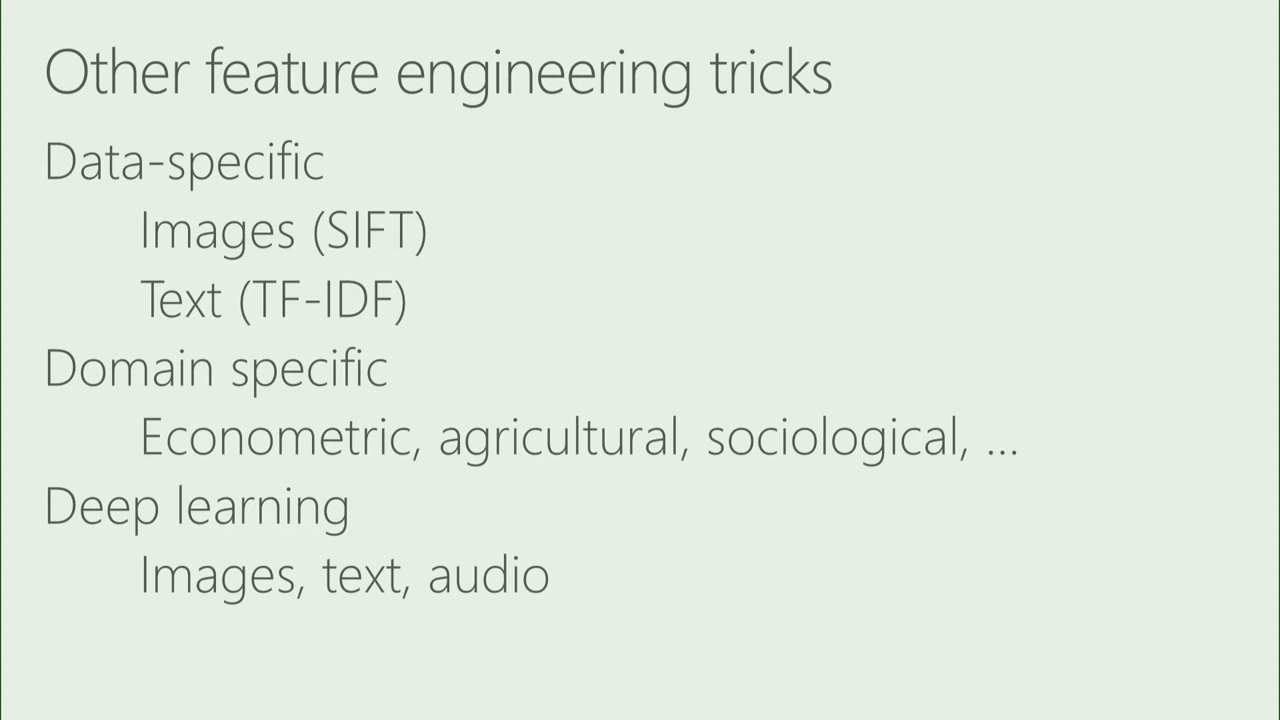 Other feature engineering tricks
Data-specific
Images (SIFT)
Text (TF-IDF)
Domain specific
Econometric, agricultural, sociological, ...
Deep learning
Images, text, audio